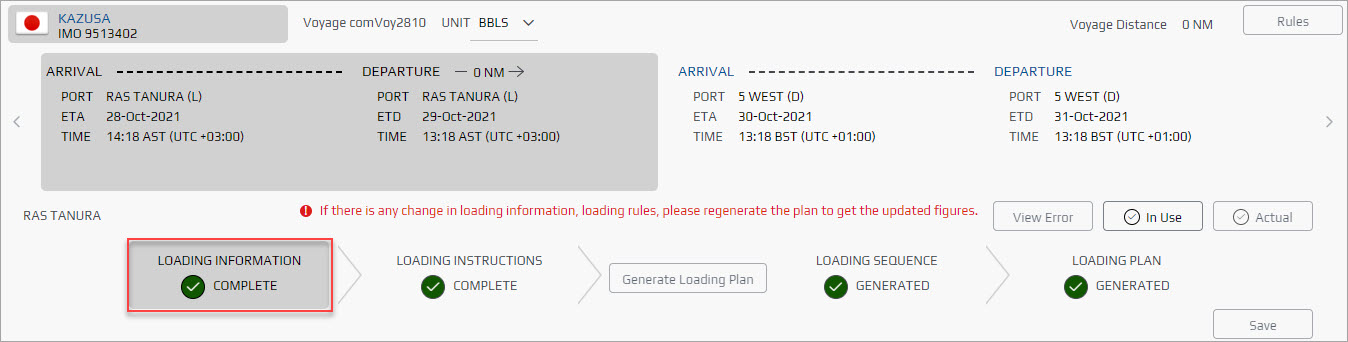 KAZUSA
IMO 9513402
Voyage comVoy2810 UNIT BBLS
Voyage Distance 0 NM
Rules
ARRIVAL
PORT RAS TANURA (L)
ETA 28-Oct-2021
TIME 14:18 AST (UTC +03:00)
DEPARTURE 0 NM
PORT RAS TANURA (L)
ETD 29-Oct-2021
TIME 13:18 AST (UTC +03:00)
ARRIVAL
PORT 5 WEST (D)
ETA 30-Oct-2021
TIME 13:18 BST (UTC +01:00)
DEPARTURE
PORT 5 WEST (D)
ETD 31-Oct-2021
TIME 13:18 BST (UTC +01:00)
RAS TANURA
If there is any change in loading information, loading rules, please regenerate the plan to get the updated figures.
View Error
In Use
Actual
LOADING INFORMATION
COMPLETE
LOADING INSTRUCTIONS
COMPLETE
Generate Loading Plan
LOADING SEQUENCE
GENERATED
LOADING PLAN
GENERATED
Save